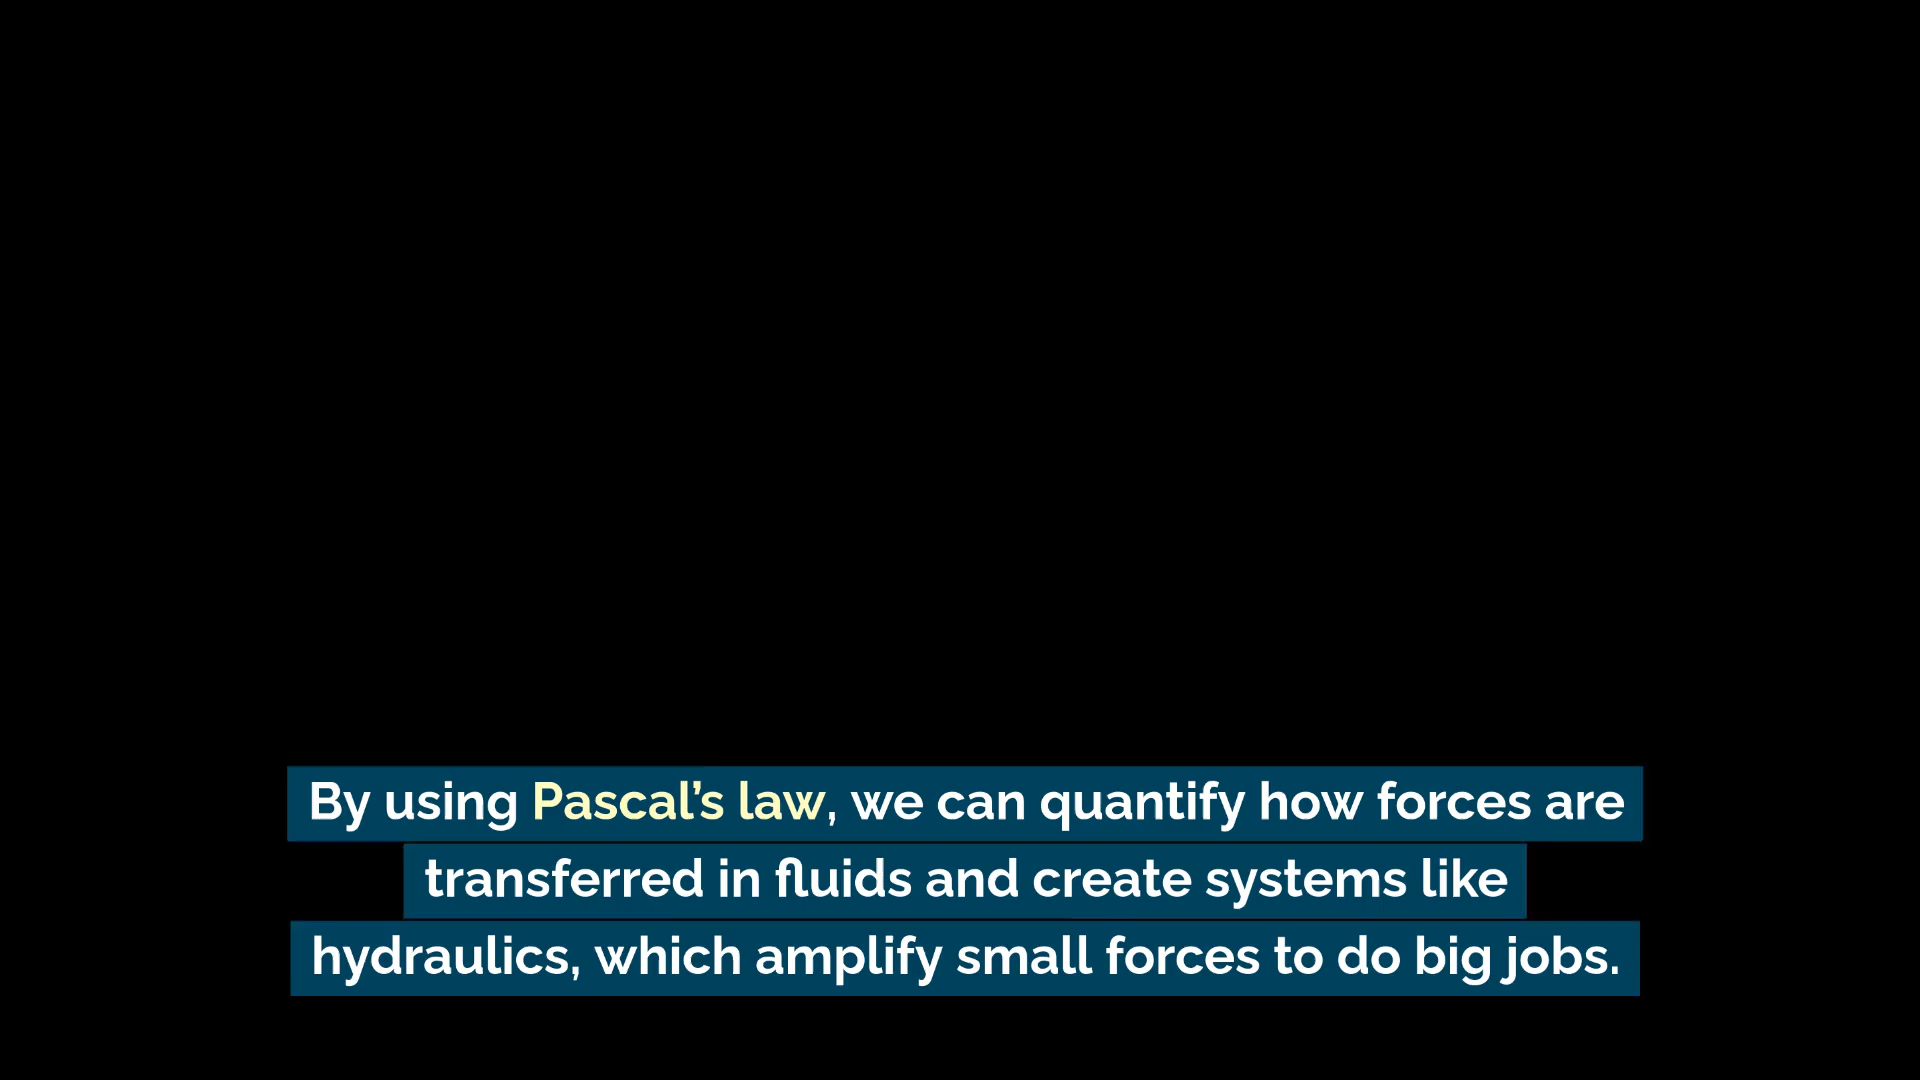 By using Pascal’s law, we can quantify how forces are
transferred in fluids and create systems like
hydraulics, which amplify small forces to do big jobs.